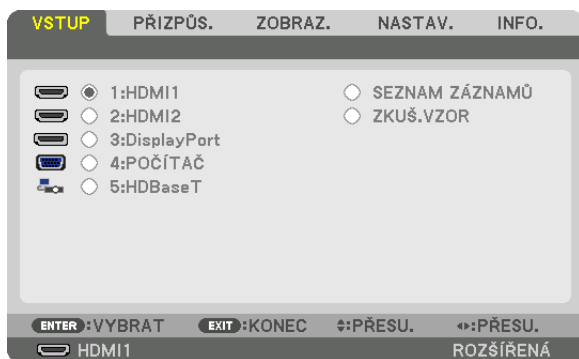 VSTUP PŘIZPŮS. ZOBRAZ. NASTAV. INFO.
1:HDMI1 SEZNAM ZÁZNAMŮ
2:HDMI2 ZKUŠ.VZOR
3:DisplayPort
4:POČÍTAČ
5:HDBaseT
ENTER:VYBRAT EXIT:KONEC :PŘESU. :PŘESU.
HDMI1 ROZŠÍŘENÁ